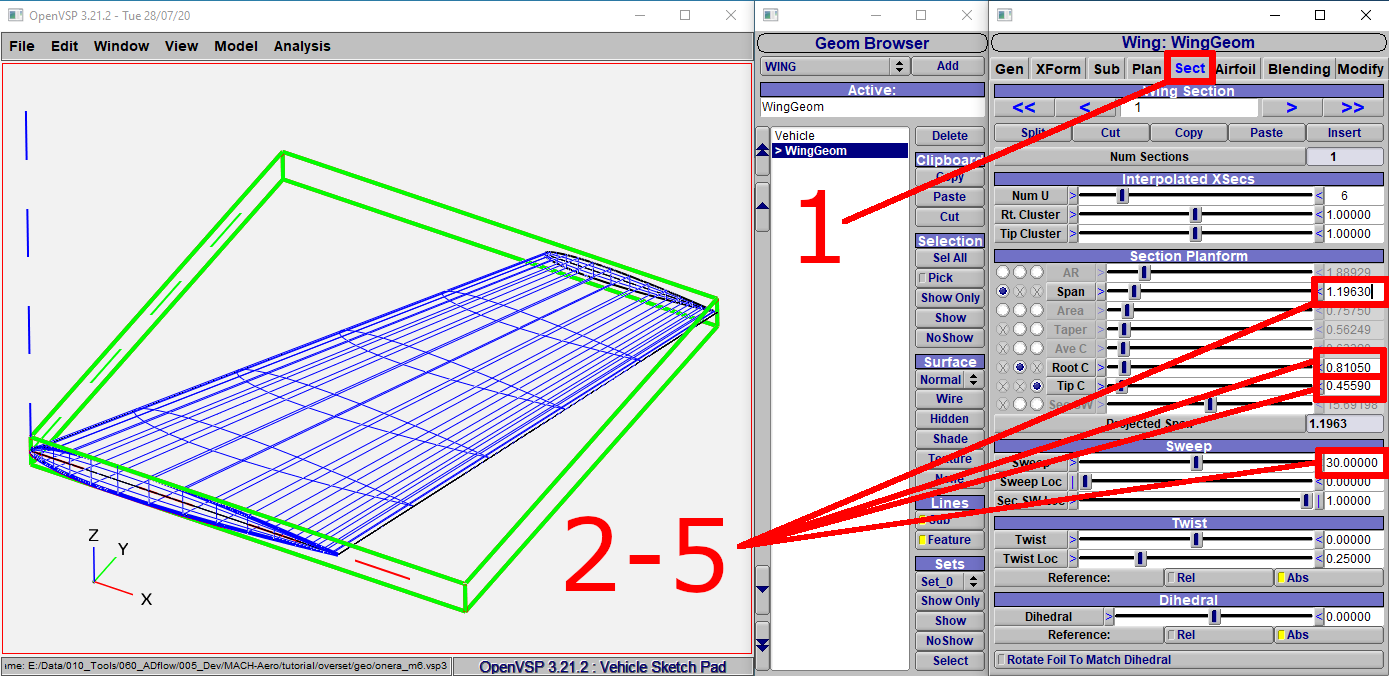 OpenVSP 3.21.2 - Tue 28/07/20
File Edit Window View Model Analysis
Z
Y
X
ome: E:/Data/010_Tools/060_ADflow/005_Dev/MACH-Aero/tutorial/overset/geo/onera_m6.vsp3
OpenVSP 3.21.2 : Vehicle Sketch Pad
1
2-5
Geom Browser
WING Add
Active:
WingGeom
Vehicle
> WingGeom
Delete
Clipboard
Copy
Paste
Cut
Selection
Sel All
Pick
Show Only
Show
NoShow
Surface
Normal
Wire
Hidden
Shade
Texture
None
Lines
Sub
Feature
Sets
Set_0
Show Only
Show
NoShow
Select
Wing: WingGeom
Gen XForm Sub Plan Sect Airfoil Blending Modify
Wing Section
<< < 1 > >>
Split Cut Copy Paste Insert
Num Sections 1
Interpolated XSecs
Num U > < 6
Rt. Cluster > < 1.00000
Tip Cluster > < 1.00000
Section Planform
AR > < 1.88929
Span > < 1.19630
Area > < 0.75750
Taper > < 0.56249
Ave C > <
Root C > < 0.81050
Tip C > < 0.45590
Sec SW > < 15.69198
Projected Span 1.1963
Sweep
Sweep > 30.00000
Sweep Loc | < 0.00000
Sec SW Loc > | 1.00000
Twist
Twist > < 0.00000
Twist Loc > < 0.25000
Reference: Rel Abs
Dihedral
Dihedral > < 0.00000
Reference: Rel Abs
Rotate Foil To Match Dihedral